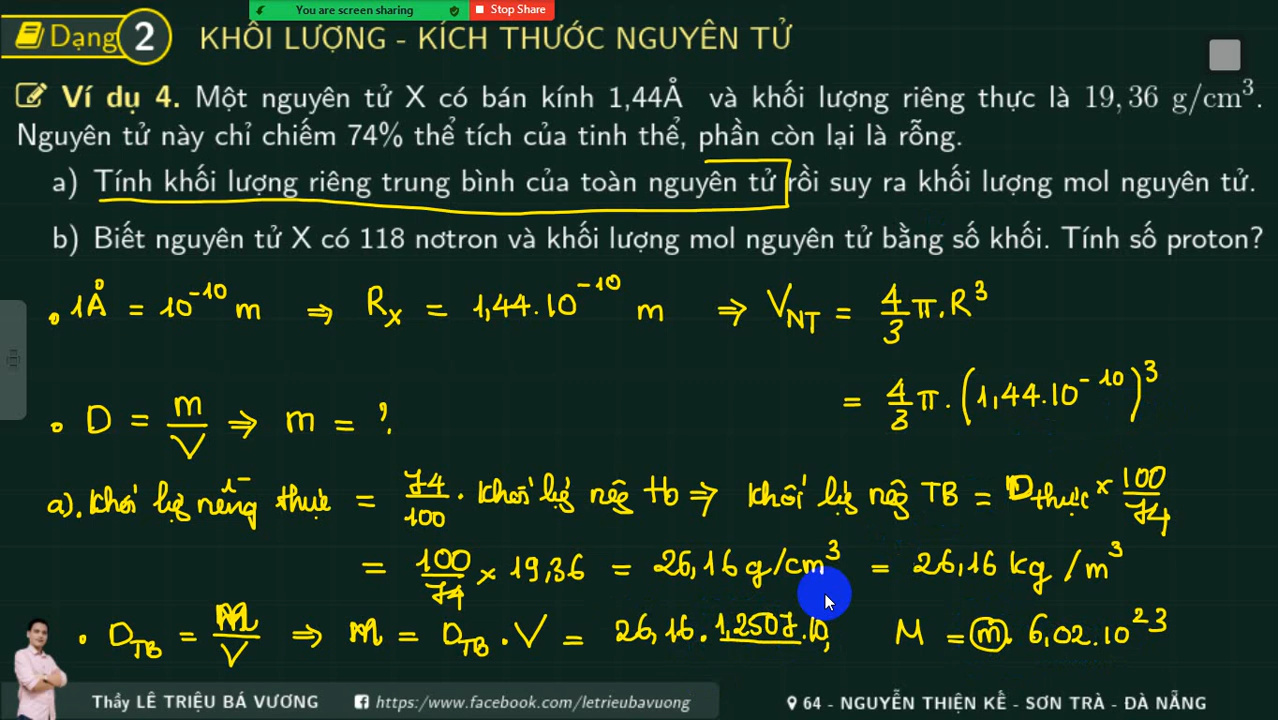 You are screen sharing Stop Share
Dạng 2 KHỐI LƯỢNG - KÍCH THƯỚC NGUYÊN TỬ
Ví dụ 4. Một nguyên tử X có bán kính 1,44Å và khối lượng riêng thực là 19,36 g/cm³.
Nguyên tử này chỉ chiếm 74% thể tích của tinh thể, phần còn lại là rỗng.
a) Tính khối lượng riêng trung bình của toàn nguyên tử rồi suy ra khối lượng mol nguyên tử.
b) Biết nguyên tử X có 118 nơtron và khối lượng mol nguyên tử bằng số khối. Tính số proton?
. 1Å = 10⁻¹⁰ m ⇒ R_X = 1,44.10⁻¹⁰ m ⇒ V_NT = 4/3 π.R³
= 4/3 π.(1,44.10⁻¹⁰)³
. D = m/V ⇒ m = ?
a). Khối lg riêng thực = 74/100 . Khối lg riêng tb ⇒ Khối lg riêng TB = D thực × 100/74
= 100/74 × 19,36 = 26,16 g/cm³ = 26,16 kg/m³
. D_TB = m/V ⇒ m = D_TB . V = 26,16. 1,2507.10, M = m. 6,02.10²³
Thầy LÊ TRIỆU BÁ VƯƠNG https://www.facebook.com/letrieubavuong 64 - NGUYỄN THIỆN KẾ - SƠN TRÀ - ĐÀ NẴNG